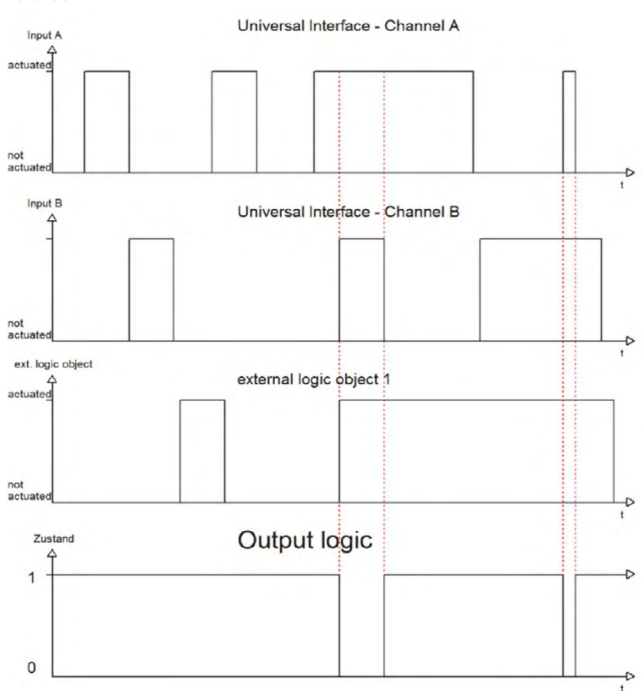 Universal Interface - Channel A
Input A
actuated
not
actuated
t
Input B
Universal Interface - Channel B
not
actuated
t
ext. logic object
external logic object 1
actuated
not
actuated
t
Zustand
Output logic
1
0
t